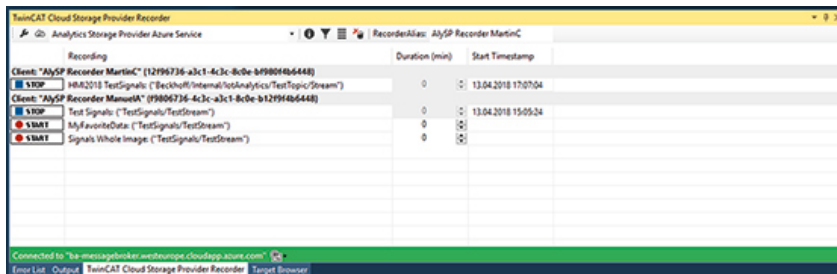 TwinCAT Cloud Storage Provider Recorder
Analytics Storage Provider Azure Service RecorderAlias: AlySP Recorder MartinC
Recording Duration (min) Start Timestamp
Client: "AlySP Recorder MartinC" (12f96736-a3c1-4c3c-8c0e-bf980f4b6448)
STOP HMI2018 TestSignals: ("Beckhoff/Internal/IotAnalytics/TestTopic/Stream") 0 13.04.2018 17:07:04
Client: "AlySP Recorder ManuelA" (f9806736-4c3c-a3c1-8c0e-b12f9f4b6448)
STOP Test Signals: ("TestSignals/TestStream") 0 13.04.2018 15:05:24
START MyFavoriteData: ("TestSignals/TestStream") 0
START Signals Whole Image: ("TestSignals/TestStream") 0
Connected to "ba-messagebroker.westeurope.cloudapp.azure.com"
Error List Output TwinCAT Cloud Storage Provider Recorder Target Browser